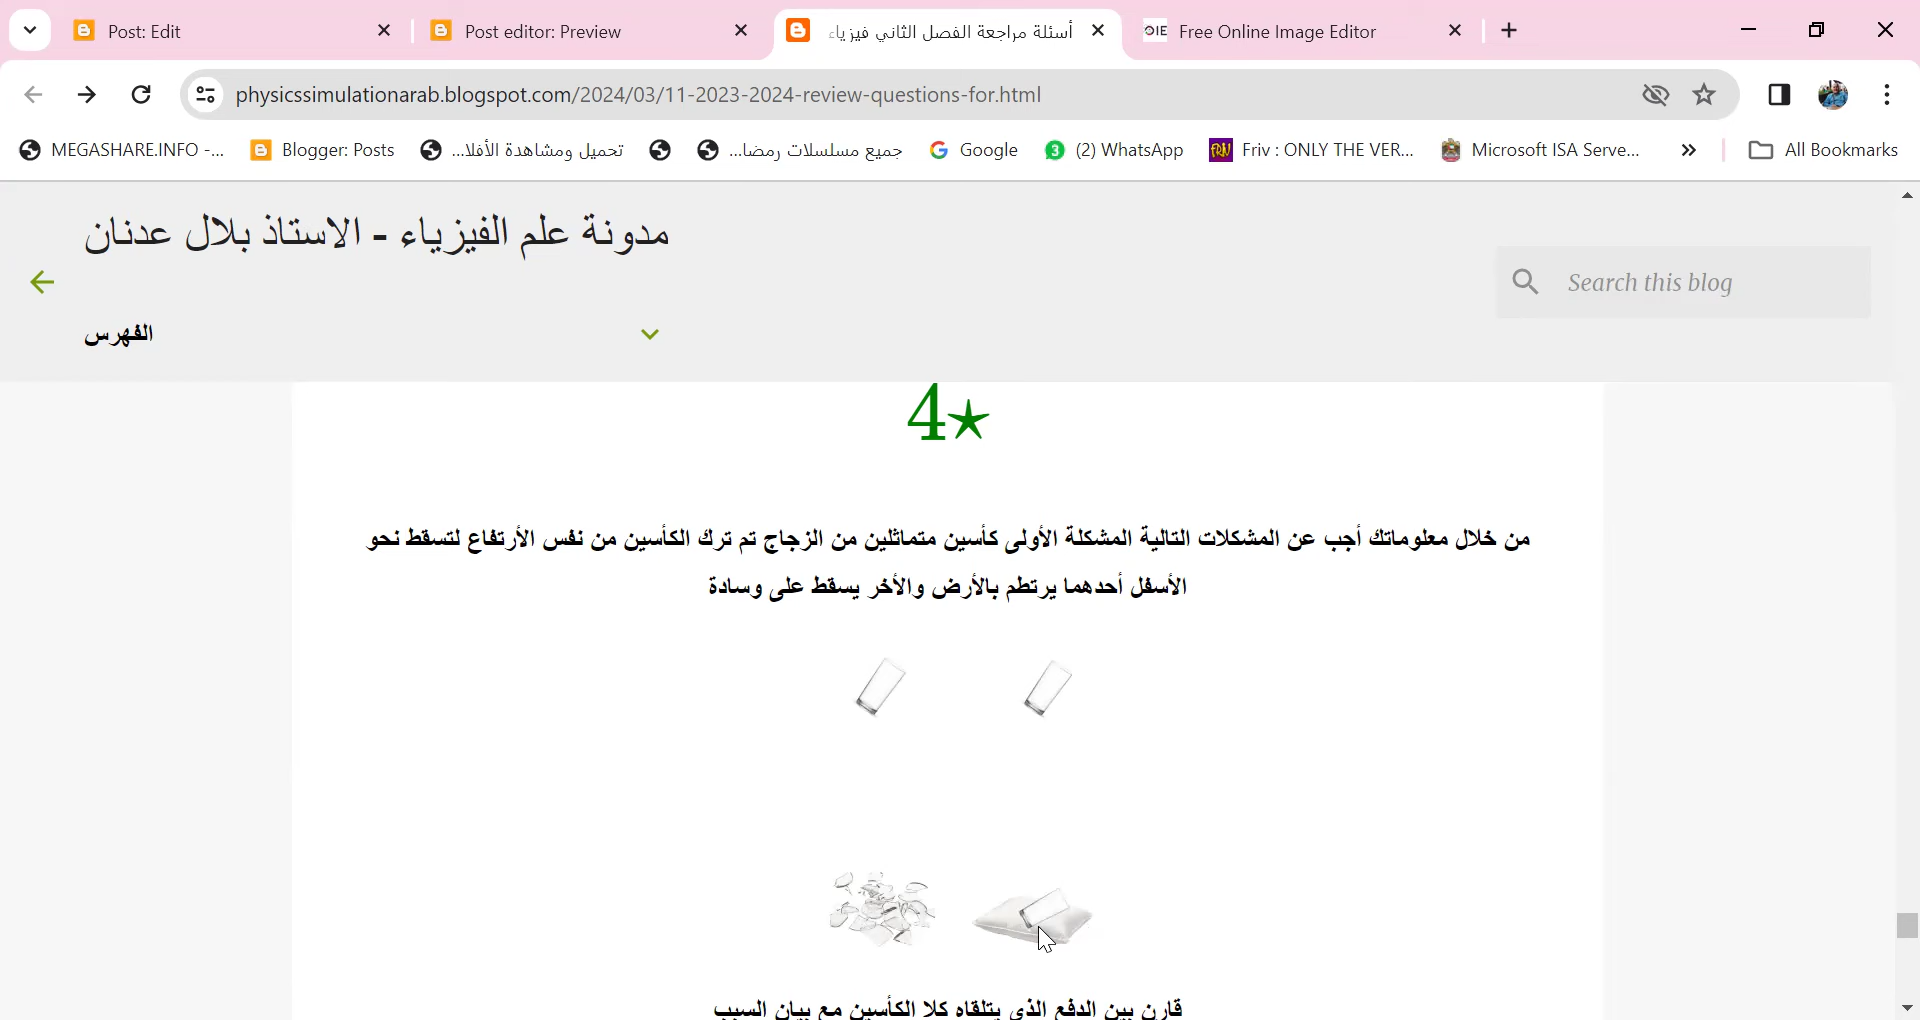 Post: Edit
Post editor: Preview
أسئلة مراجعة الفصل الثاني فيزياء
OIE Free Online Image Editor
physicssimulationarab.blogspot.com/2024/03/11-2023-2024-review-questions-for.html
MEGASHARE.INFO -...
Blogger: Posts
تحميل ومشاهدة الأفلا...
جميع مسلسلات رمضا...
Google
3 (2) WhatsApp
FRIV Friv : ONLY THE VER...
Microsoft ISA Serve...
»
All Bookmarks
مدونة علم الفيزياء - الاستاذ بلال عدنان
Search this blog
الفهرس
4★
من خلال معلوماتك أجب عن المشكلات التالية المشكلة الأولى كأسين متماثلين من الزجاج تم ترك الكأسين من نفس الأرتفاع لتسقط نحو
الأسفل أحدهما يرتطم بالأرض والأخر يسقط على وسادة
قارن بين الدفع الذي يتلقاه كلا الكأسين مع بيان السبب